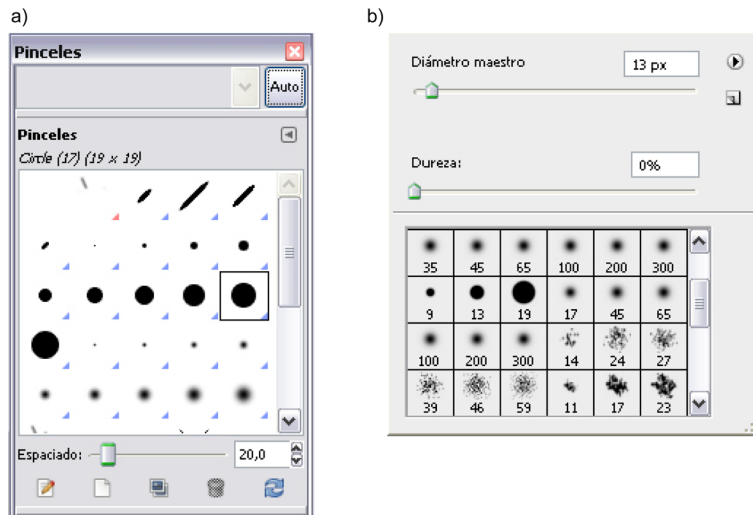 a)
Pinceles
Auto
Pinceles
Circle (17) (19 x 19)
Espaciado:
20,0
b)
Diámetro maestro
13 px
Dureza:
0%
35 45 65 100 200 300
9 13 19 17 45 65
100 200 300 14 24 27
39 46 59 11 17 23